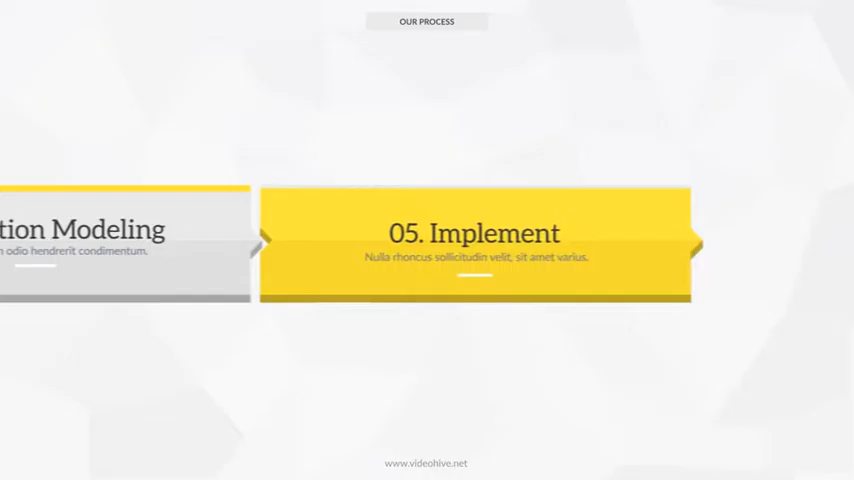 OUR PROCESS
tion Modeling
odio hendrerit condimentum.
05. Implement
Nulla rhoncus sollicitudin velit, sit amet varius.
www.videohive.net